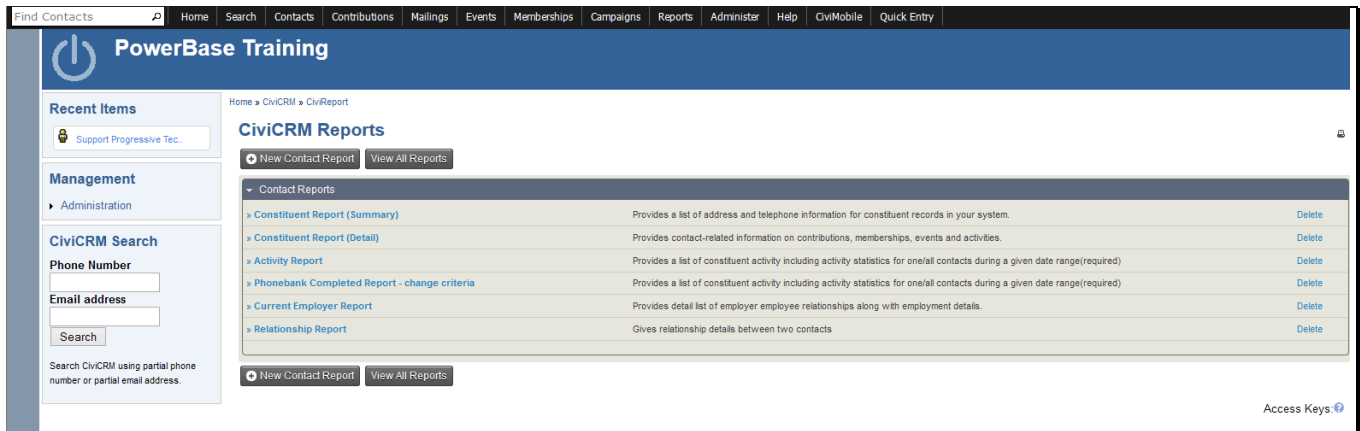 Find Contacts Home Search Contacts Contributions Mailings Events Memberships Campaigns Reports Administer Help CiviMobile Quick Entry
PowerBase Training
Recent Items
Support Progressive Tec..
Management
Administration
CiviCRM Search
Phone Number
Email address
Search
Search CiviCRM using partial phone
number or partial email address.
Home » CiviCRM » CiviReport
CiviCRM Reports
New Contact Report View All Reports
Contact Reports
» Constituent Report (Summary) Provides a list of address and telephone information for constituent records in your system. Delete
» Constituent Report (Detail) Provides contact-related information on contributions, memberships, events and activities. Delete
» Activity Report Provides a list of constituent activity including activity statistics for one/all contacts during a given date range(required) Delete
» Phonebank Completed Report - change criteria Provides a list of constituent activity including activity statistics for one/all contacts during a given date range(required) Delete
» Current Employer Report Provides detail list of employer employee relationships along with employment details. Delete
» Relationship Report Gives relationship details between two contacts Delete
New Contact Report View All Reports
Access Keys:?